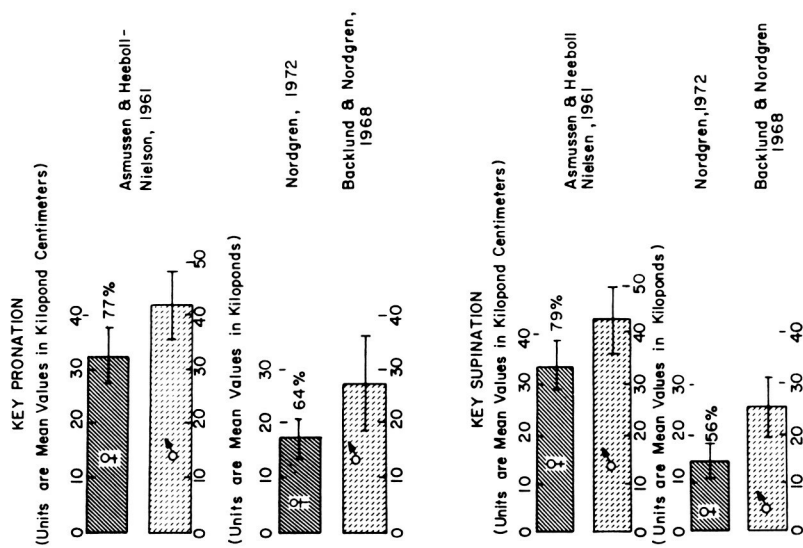 KEY PRONATION
(Units are Mean Values in Kilopond Centimeters)
0 10 20 30 40
♀ 77%
Asmussen & Heeboll-
Nielson, 1961
♂
0 10 20 30 40 50
(Units are Mean Values in Kiloponds)
0 10 20 30
♀ 64%
Nordgren, 1972
♂
Backlund & Nordgren,
1968
0 10 20 30 40
KEY SUPINATION
(Units are Mean Values in Kilopond Centimeters)
0 10 20 30 40
♀ 79%
Asmussen & Heeboll
Nielsen, 1961
♂
0 10 20 30 40 50
(Units are Mean Values in Kiloponds)
0 10 20 30
♀ 56%
Nordgren, 1972
♂
Backlund & Nordgren
1968
0 10 20 30 40